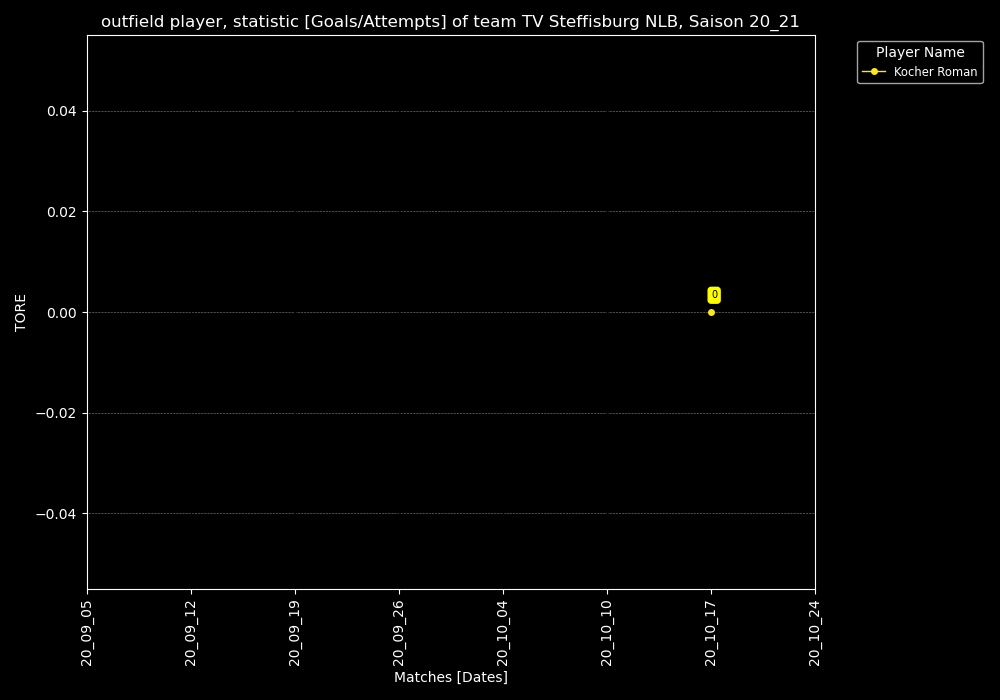 outfield player, statistic [Goals/Attempts] of team TV Steffisburg NLB, Saison 20_21
Player Name
Kocher Roman
TORE
0.04
0.02
0.00
−0.02
−0.04
0
20_09_05
20_09_12
20_09_19
20_09_26
20_10_04
20_10_10
20_10_17
20_10_24
Matches [Dates]